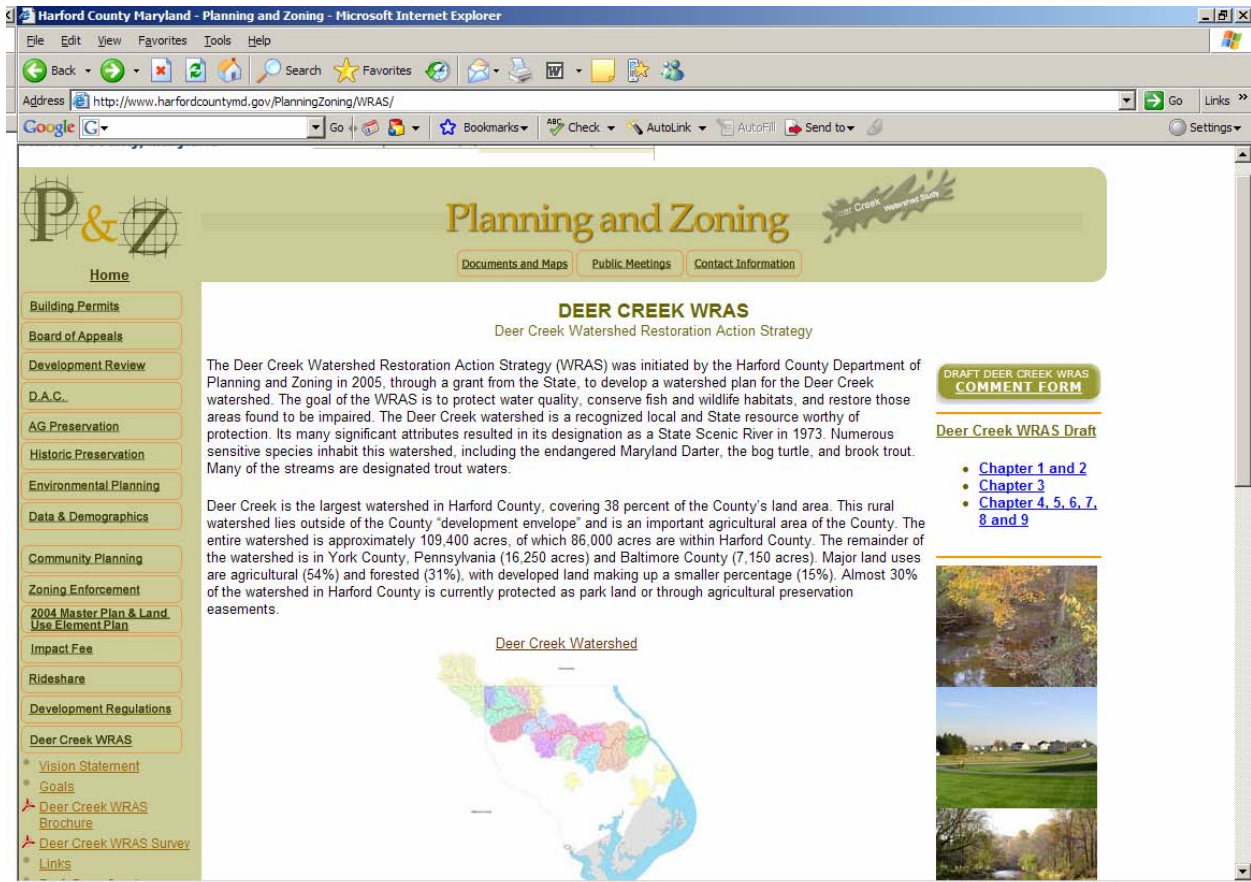 Harford County Maryland - Planning and Zoning - Microsoft Internet Explorer
File Edit View Favorites Tools Help
Back Search Favorites
Address http://www.harfordcountymd.gov/PlanningZoning/WRAS/ Go Links »
Google G Go Bookmarks ABC Check AutoLink AutoFill Send to Settings
P&Z
Planning and Zoning
Deer Creek Watershed Study
Documents and Maps Public Meetings Contact Information
Home
Building Permits
Board of Appeals
Development Review
D.A.C.
AG Preservation
Historic Preservation
Environmental Planning
Data & Demographics
Community Planning
Zoning Enforcement
2004 Master Plan & Land
Use Element Plan
Impact Fee
Rideshare
Development Regulations
Deer Creek WRAS
Vision Statement
Goals
Deer Creek WRAS
Brochure
Deer Creek WRAS Survey
Links
DEER CREEK WRAS
Deer Creek Watershed Restoration Action Strategy
The Deer Creek Watershed Restoration Action Strategy (WRAS) was initiated by the Harford County Department of
Planning and Zoning in 2005, through a grant from the State, to develop a watershed plan for the Deer Creek
watershed. The goal of the WRAS is to protect water quality, conserve fish and wildlife habitats, and restore those
areas found to be impaired. The Deer Creek watershed is a recognized local and State resource worthy of
protection. Its many significant attributes resulted in its designation as a State Scenic River in 1973. Numerous
sensitive species inhabit this watershed, including the endangered Maryland Darter, the bog turtle, and brook trout.
Many of the streams are designated trout waters.
Deer Creek is the largest watershed in Harford County, covering 38 percent of the County's land area. This rural
watershed lies outside of the County “development envelope” and is an important agricultural area of the County. The
entire watershed is approximately 109,400 acres, of which 86,000 acres are within Harford County. The remainder of
the watershed is in York County, Pennsylvania (16,250 acres) and Baltimore County (7,150 acres). Major land uses
are agricultural (54%) and forested (31%), with developed land making up a smaller percentage (15%). Almost 30%
of the watershed in Harford County is currently protected as park land or through agricultural preservation
easements.
Deer Creek Watershed
DRAFT DEER CREEK WRAS
COMMENT FORM
Deer Creek WRAS Draft
Chapter 1 and 2
Chapter 3
Chapter 4, 5, 6, 7,
8 and 9